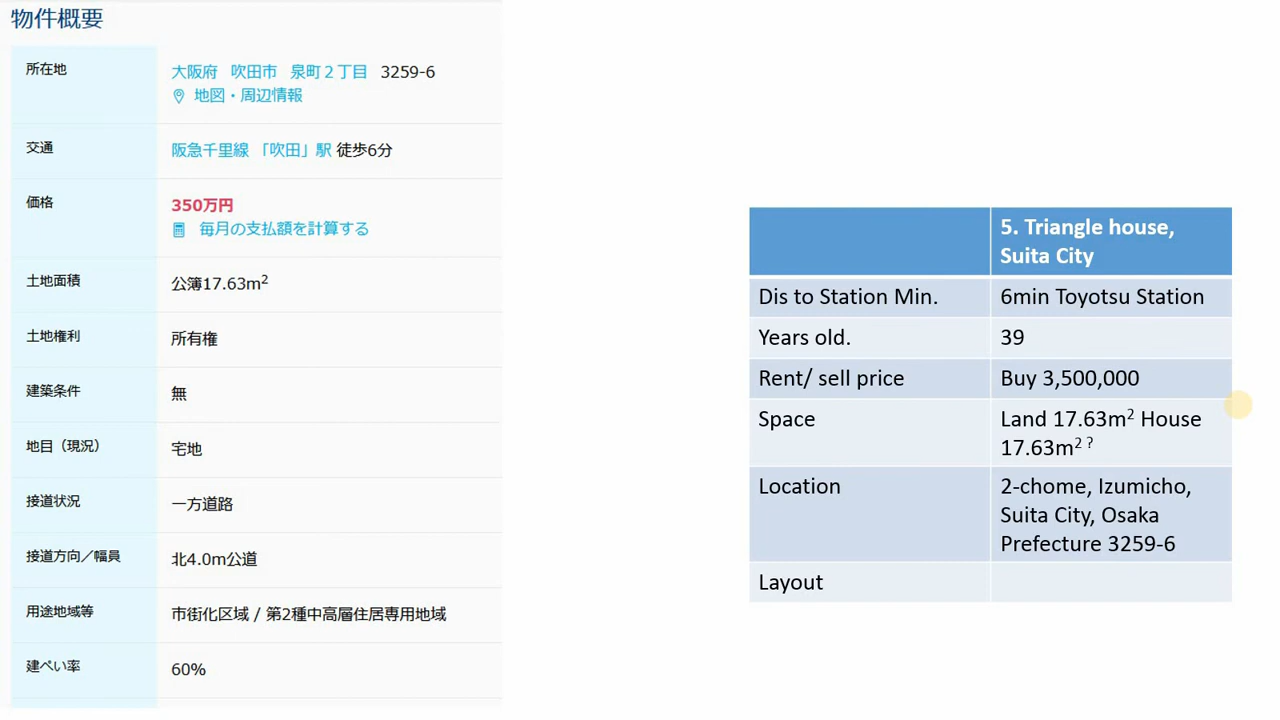 物件概要
所在地
大阪府 吹田市 泉町２丁目 3259-6
地図・周辺情報
交通
阪急千里線 「吹田」駅 徒歩6分
価格
350万円
毎月の支払額を計算する
土地面積
公簿17.63m²
土地権利
所有権
建築条件
無
地目（現況）
宅地
接道状況
一方道路
接道方向／幅員
北4.0m公道
用途地域等
市街化区域 / 第2種中高層住居専用地域
建ぺい率
60%
5. Triangle house,
Suita City
Dis to Station Min.
6min Toyotsu Station
Years old.
39
Rent/ sell price
Buy 3,500,000
Space
Land 17.63m² House
17.63m² ?
Location
2-chome, Izumicho,
Suita City, Osaka
Prefecture 3259-6
Layout